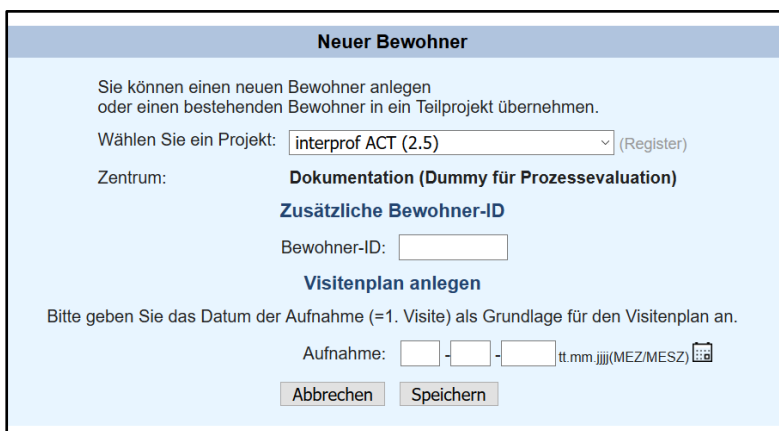 Neuer Bewohner
Sie können einen neuen Bewohner anlegen
oder einen bestehenden Bewohner in ein Teilprojekt übernehmen.
Wählen Sie ein Projekt: interprof ACT (2.5) (Register)
Zentrum: Dokumentation (Dummy für Prozessevaluation)
Zusätzliche Bewohner-ID
Bewohner-ID:
Visitenplan anlegen
Bitte geben Sie das Datum der Aufnahme (=1. Visite) als Grundlage für den Visitenplan an.
Aufnahme: - - tt.mm.jjjj(MEZ/MESZ)
Abbrechen Speichern